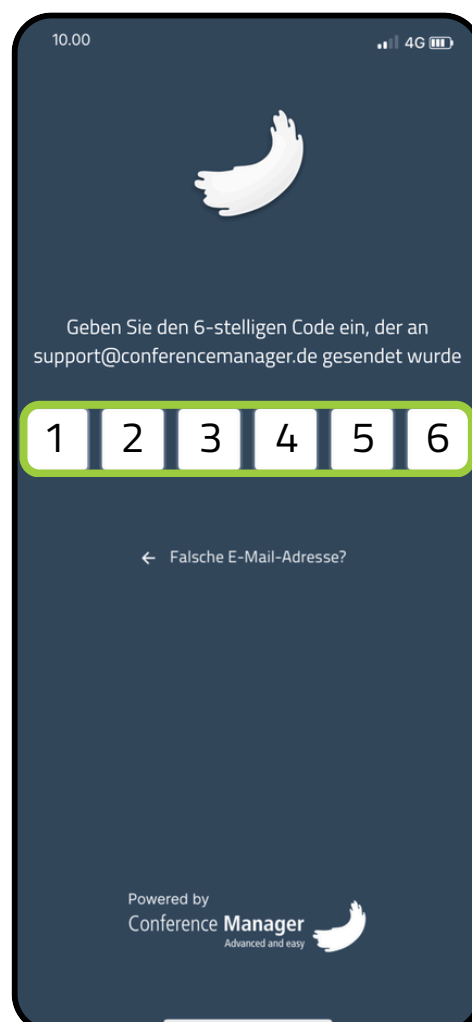 10.00 4G
Geben Sie den 6-stelligen Code ein, der an
support@conferencemanager.de gesendet wurde
1 2 3 4 5 6
← Falsche E-Mail-Adresse?
Powered by
Conference Manager
Advanced and easy